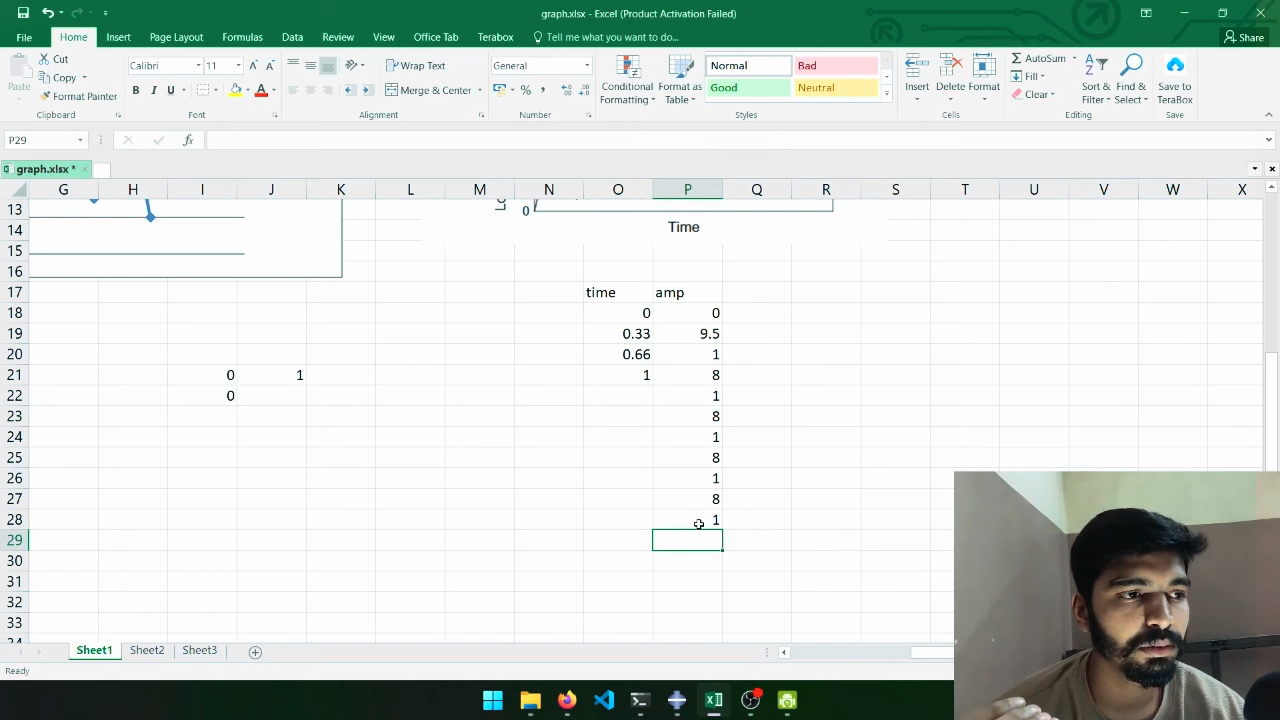 graph.xlsx - Excel (Product Activation Failed)
File Home Insert Page Layout Formulas Data Review View Office Tab Terabox Tell me what you want to do... Share
Paste Cut Copy Format Painter Clipboard
Calibri 11 B I U A Font
Wrap Text Merge & Center Alignment
General % Number
Conditional Formatting Format as Table Normal Bad Good Neutral Styles
Insert Delete Format Cells
AutoSum Fill Clear Sort & Filter Find & Select Editing
Save to TeraBox Save
P29 fx
graph.xlsx *
G H I J K L M N O P Q R S T U V W X
13 0
14 Time
15
16
17 time amp
18 0 0
19 0.33 9.5
20 0.66 1
21 0 1 1 8
22 0 1
23 8
24 1
25 8
26 1
27 8
28 1
29
30
31
32
33
Sheet1 Sheet2 Sheet3
Ready